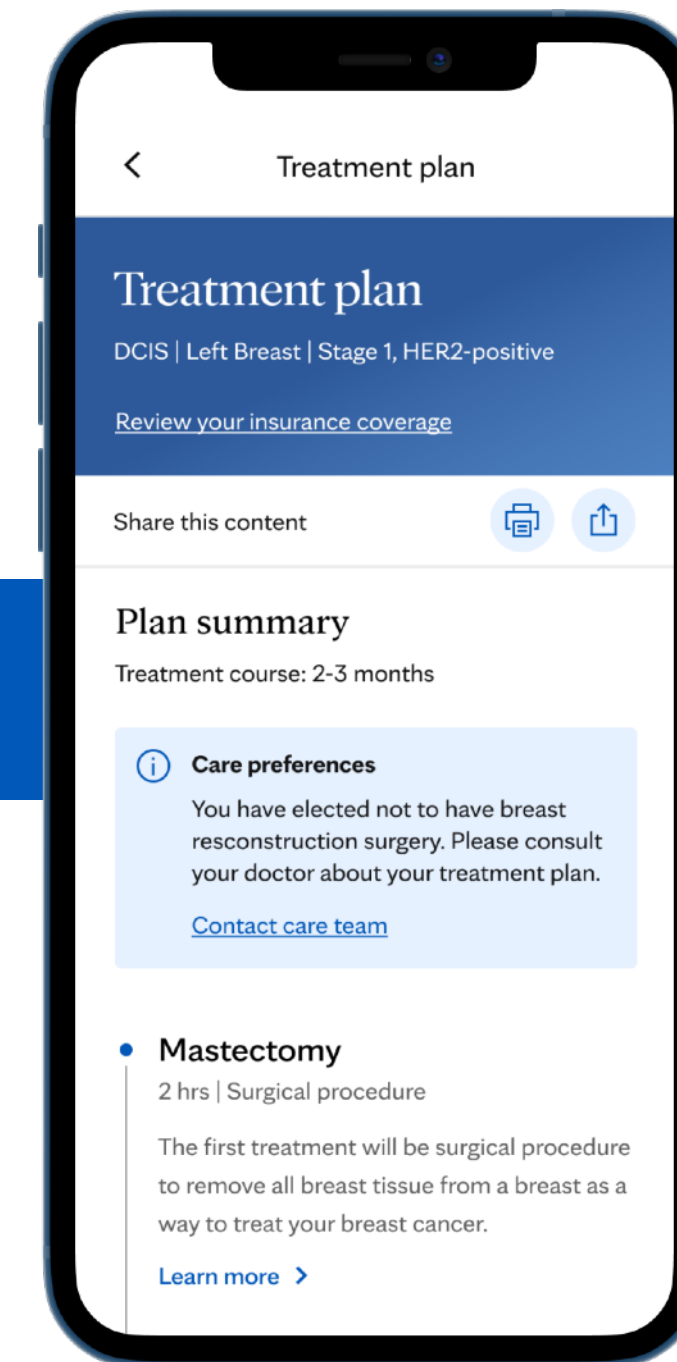 Treatment plan
Treatment plan
DCIS | Left Breast | Stage 1, HER2-positive
Review your insurance coverage
Share this content
Plan summary
Treatment course: 2-3 months
Care preferences
You have elected not to have breast
resconstruction surgery. Please consult
your doctor about your treatment plan.
Contact care team
Mastectomy
2 hrs | Surgical procedure
The first treatment will be surgical procedure
to remove all breast tissue from a breast as a
way to treat your breast cancer.
Learn more